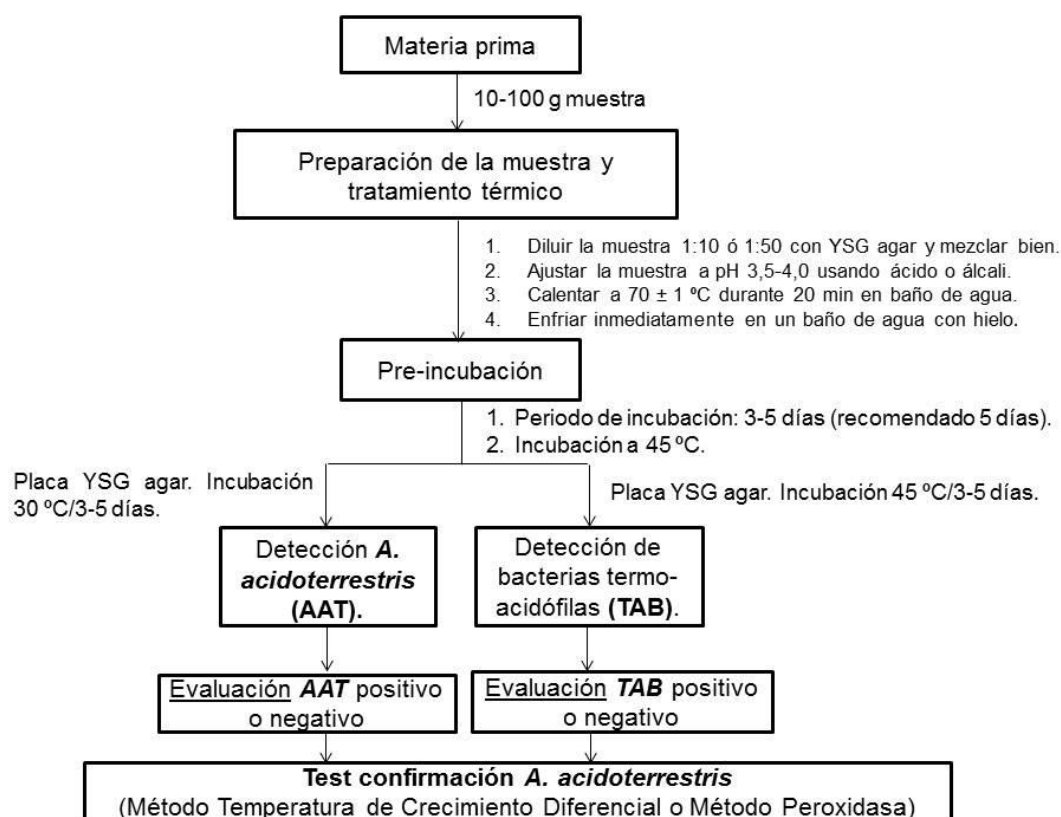 Materia prima
10-100 g muestra
Preparación de la muestra y
tratamiento térmico
1. Diluir la muestra 1:10 ó 1:50 con YSG agar y mezclar bien.
2. Ajustar la muestra a pH 3,5-4,0 usando ácido o álcali.
3. Calentar a 70 ± 1 ºC durante 20 min en baño de agua.
4. Enfriar inmediatamente en un baño de agua con hielo.
Pre-incubación
1. Periodo de incubación: 3-5 días (recomendado 5 días).
2. Incubación a 45 ºC.
Placa YSG agar. Incubación
30 ºC/3-5 días.
Placa YSG agar. Incubación 45 ºC/3-5 días.
Detección A.
acidoterrestris
(AAT).
Detección de
bacterias termo-
acidófilas (TAB).
Evaluación AAT positivo
o negativo
Evaluación TAB positivo
o negativo
Test confirmación A. acidoterrestris
(Método Temperatura de Crecimiento Diferencial o Método Peroxidasa)